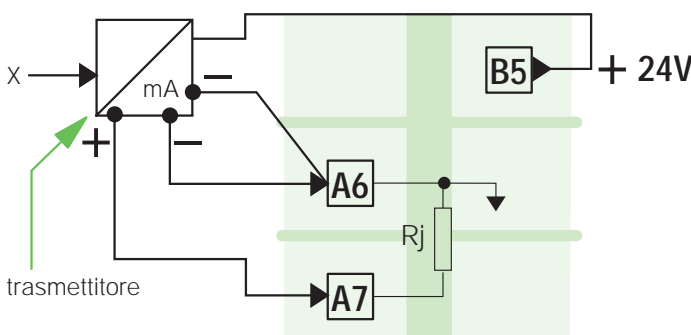 B5
+ 24V
X
mA
−
+
−
A6
Rj
A7
trasmettitore